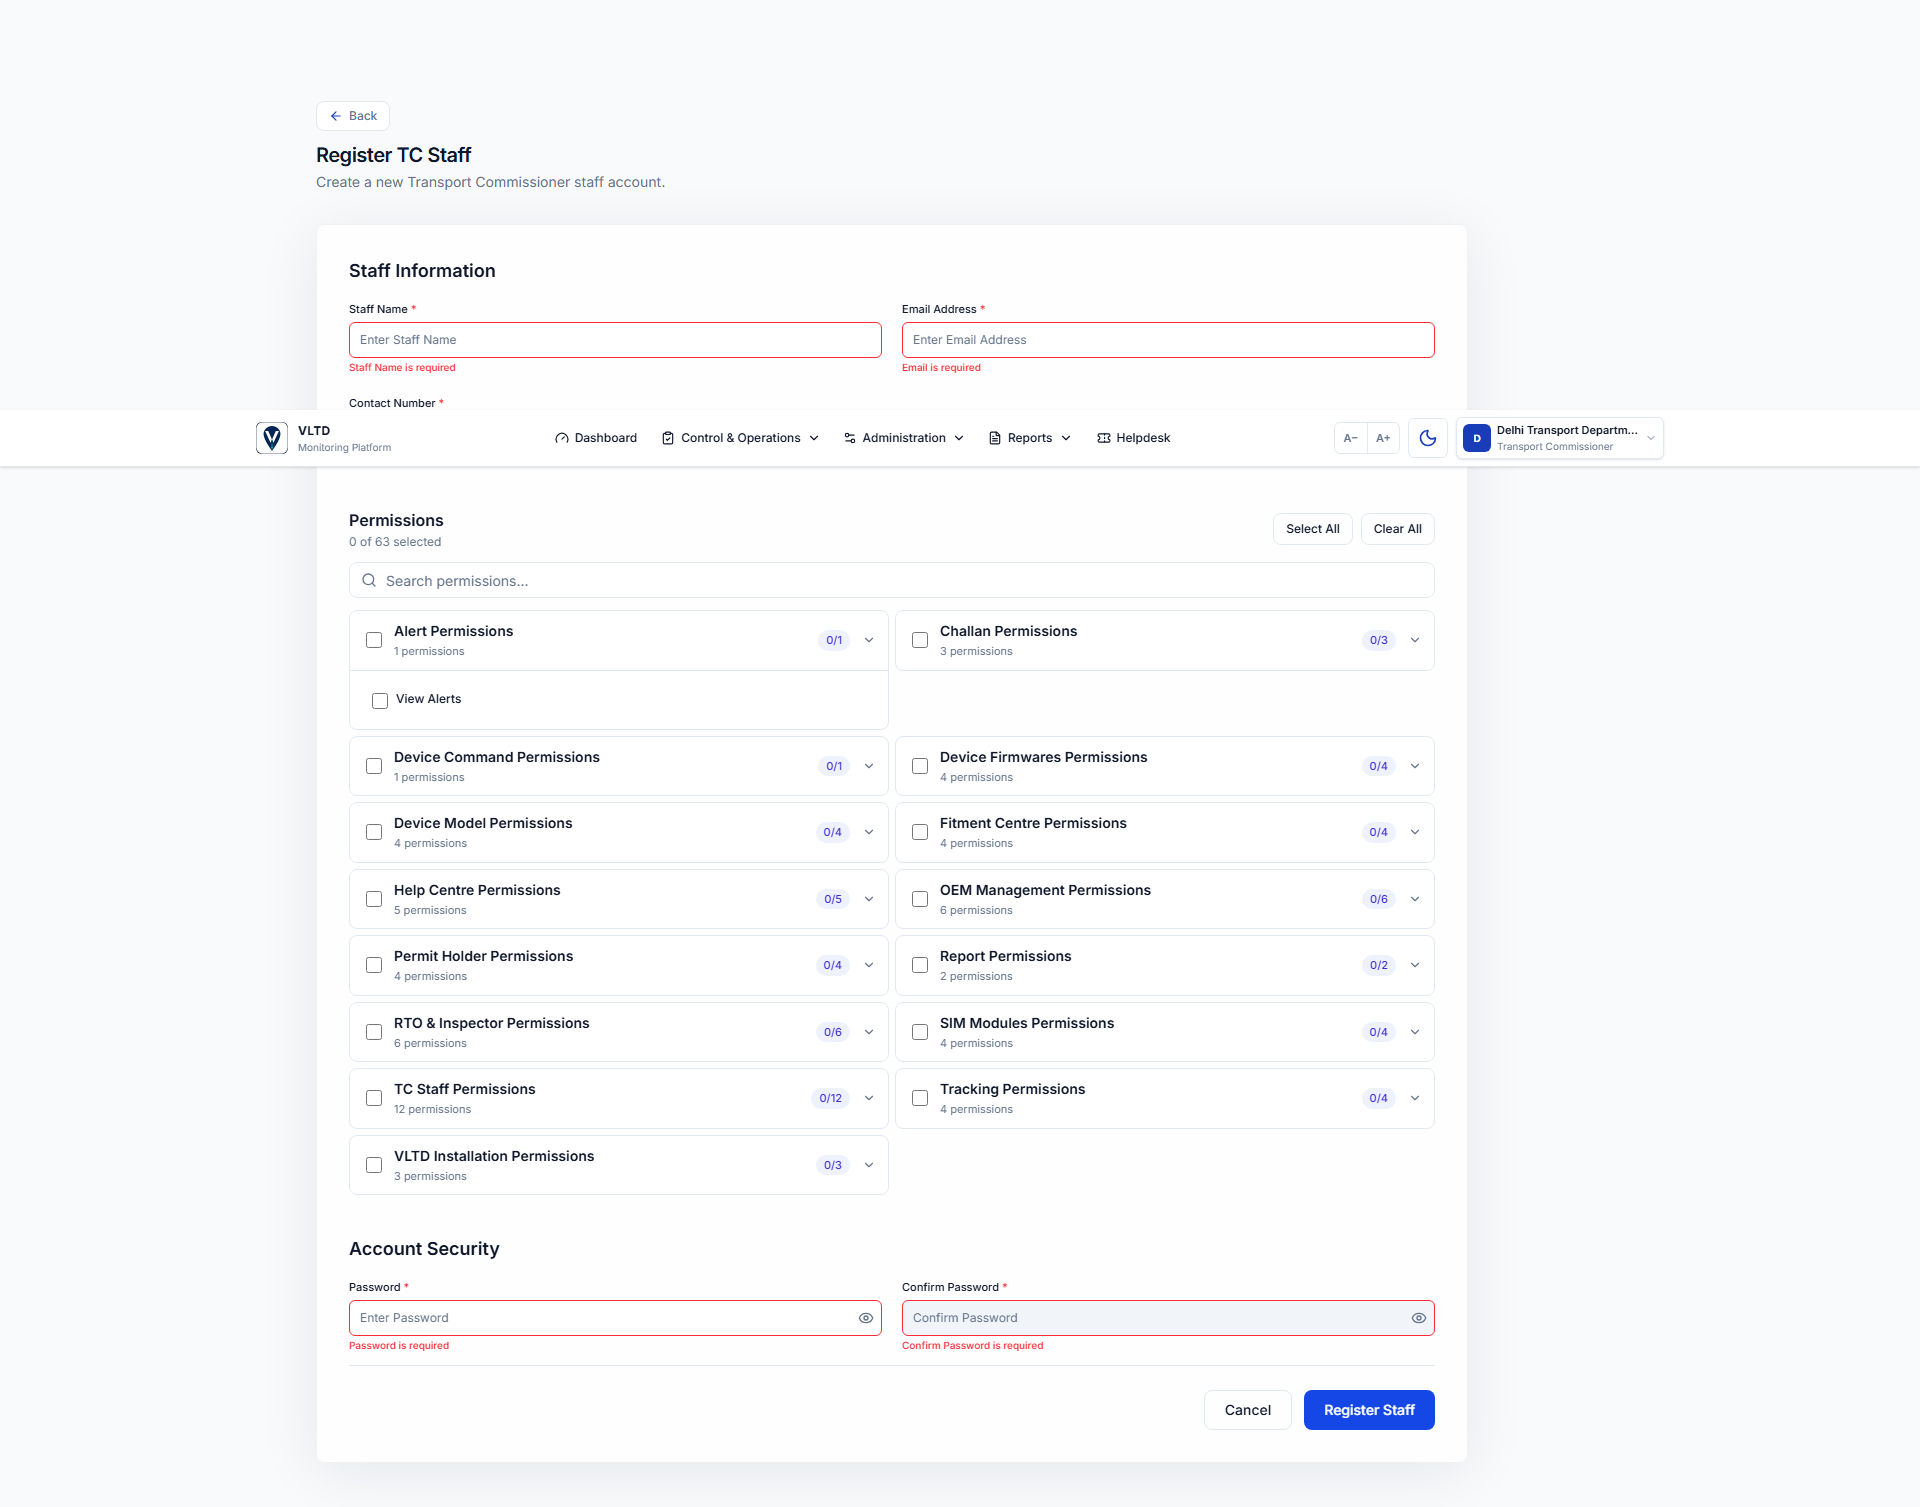 Back
Register TC Staff
Create a new Transport Commissioner staff account.
Staff Information
Staff Name *
Email Address *
Enter Staff Name
Enter Email Address
Staff Name is required
Email is required
Contact Number *
VLTD
Monitoring Platform
Dashboard
Control & Operations
Administration
Reports
Helpdesk
A−
A+
D
Delhi Transport Departm...
Transport Commissioner
Permissions
0 of 63 selected
Select All
Clear All
Search permissions...
Alert Permissions
1 permissions
0/1
Challan Permissions
3 permissions
0/3
View Alerts
Device Command Permissions
1 permissions
0/1
Device Firmwares Permissions
4 permissions
0/4
Device Model Permissions
4 permissions
0/4
Fitment Centre Permissions
4 permissions
0/4
Help Centre Permissions
5 permissions
0/5
OEM Management Permissions
6 permissions
0/6
Permit Holder Permissions
4 permissions
0/4
Report Permissions
2 permissions
0/2
RTO & Inspector Permissions
6 permissions
0/6
SIM Modules Permissions
4 permissions
0/4
TC Staff Permissions
12 permissions
0/12
Tracking Permissions
4 permissions
0/4
VLTD Installation Permissions
3 permissions
0/3
Account Security
Password *
Confirm Password *
Enter Password
Confirm Password
Password is required
Confirm Password is required
Cancel
Register Staff